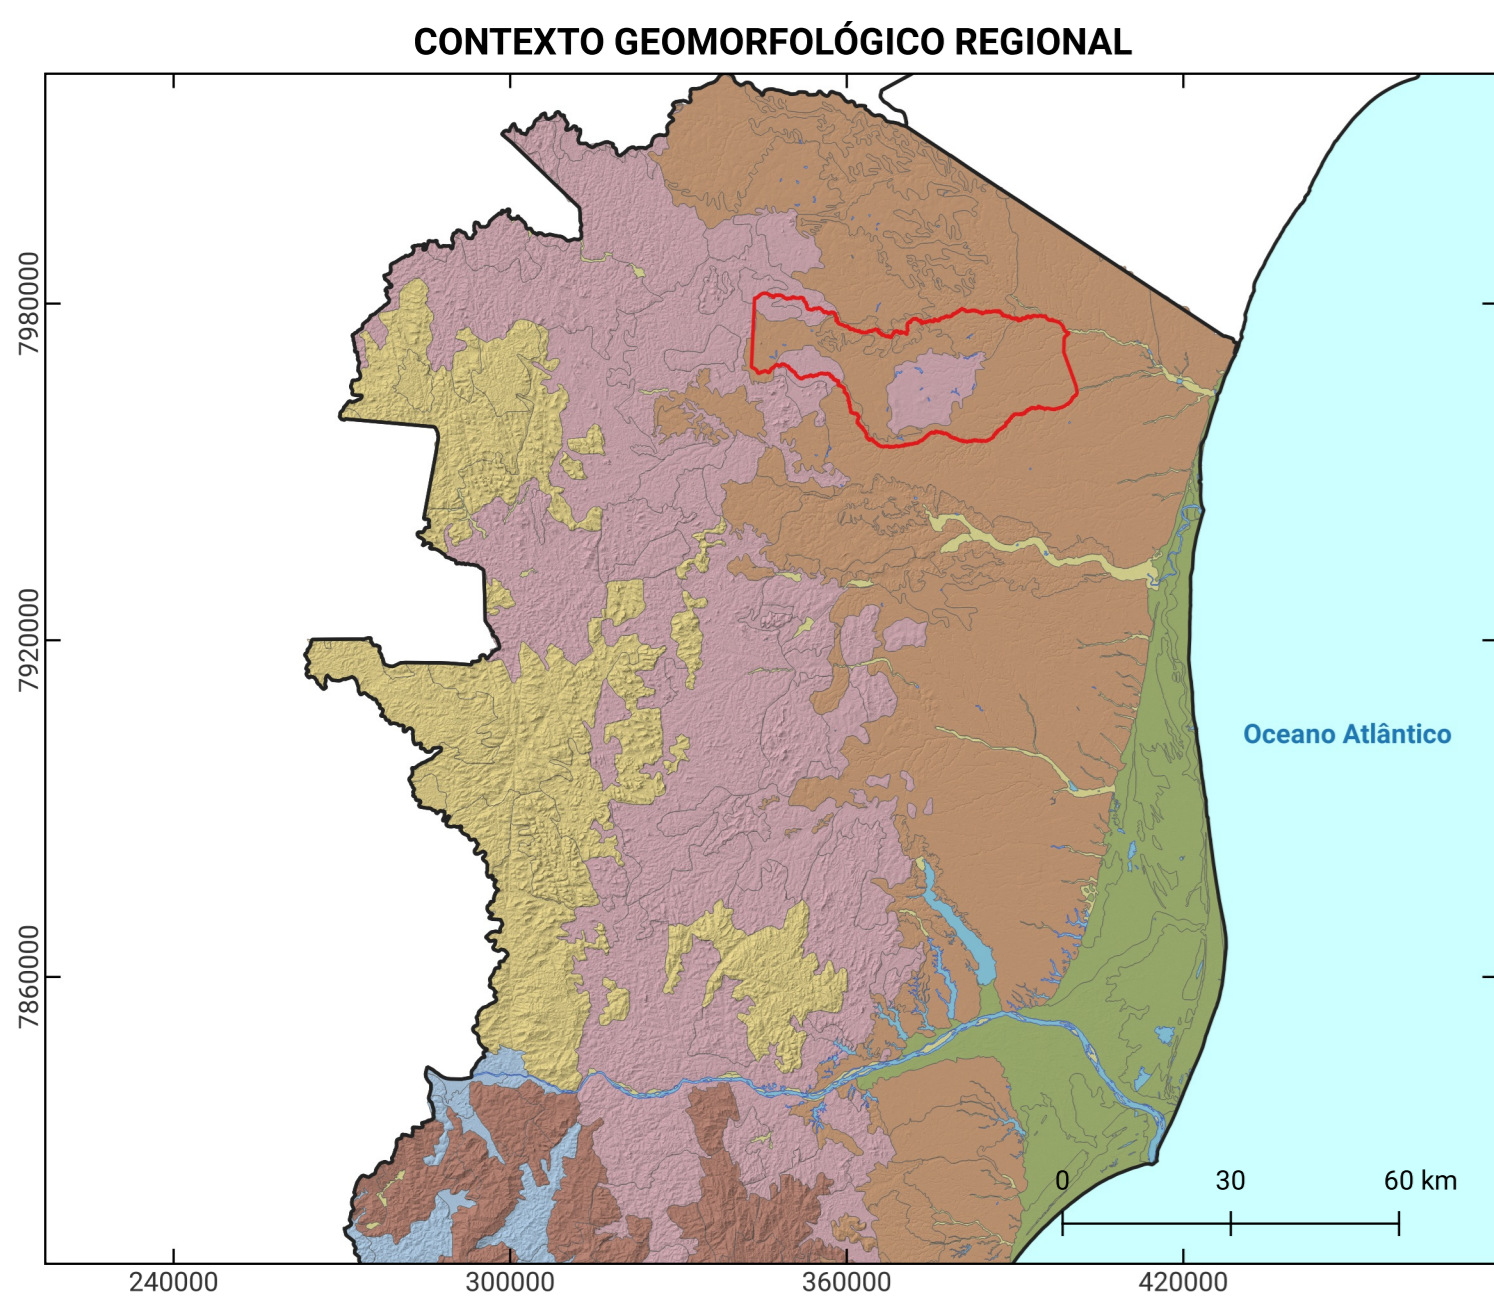 CONTEXTO GEOMORFOLÓGICO REGIONAL
7980000
7920000
Oceano Atlântico
7860000
0 30 60 km
240000 300000 360000 420000